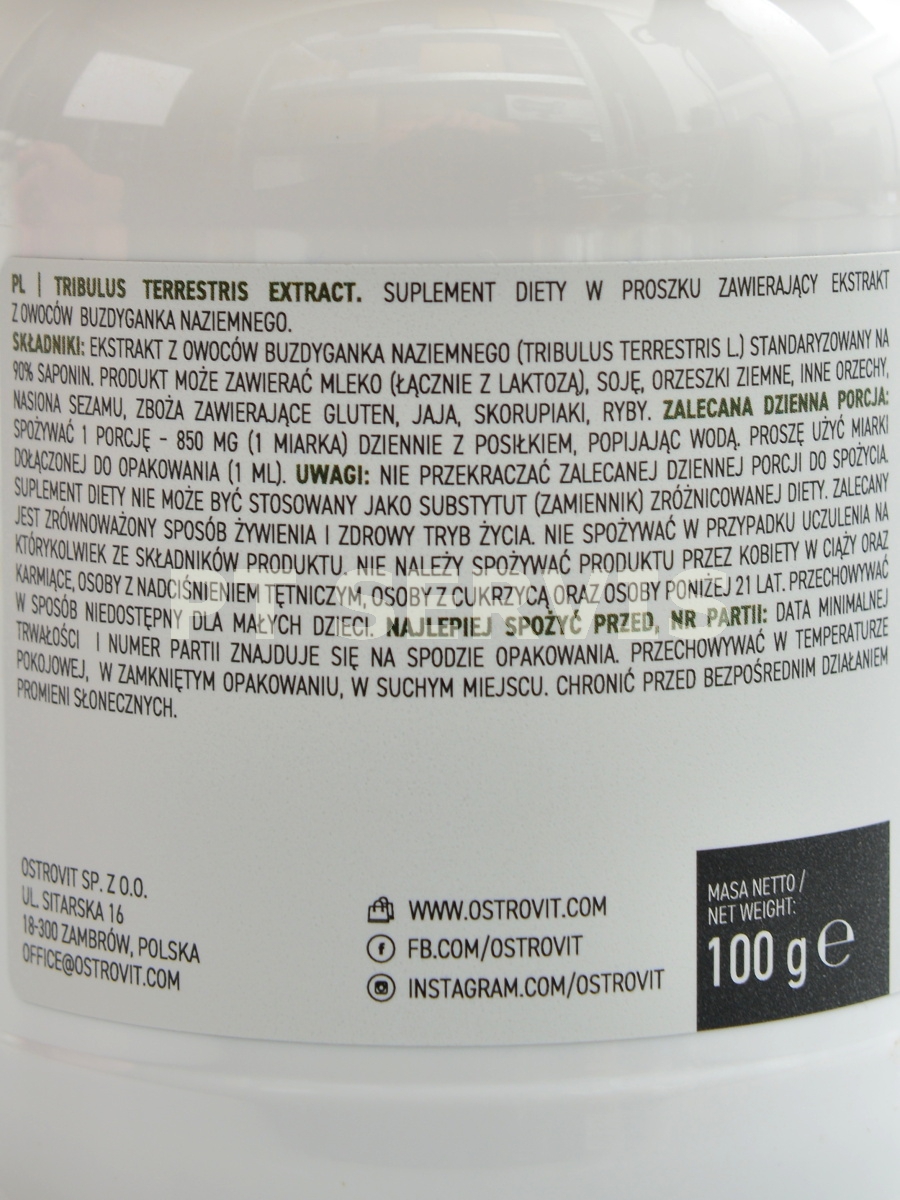 PL | TRIBULUS TERRESTRIS EXTRACT. SUPLEMENT DIETY W PROSZKU ZAWIERAJĄCY EKSTRAKT
Z OWOCÓW BUZDYGANKA NAZIEMNEGO.
SKŁADNIKI: EKSTRAKT Z OWOCÓW BUZDYGANKA NAZIEMNEGO (TRIBULUS TERRESTRIS L.) STANDARYZOWANY NA
90% SAPONIN. PRODUKT MOŻE ZAWIERAĆ MLEKO (ŁĄCZNIE Z LAKTOZĄ), SOJĘ, ORZESZKI ZIEMNE, INNE ORZECHY,
NASIONA SEZAMU, ZBOŻA ZAWIERAJĄCE GLUTEN, JAJA, SKORUPIAKI, RYBY. ZALECANA DZIENNA PORCJA:
SPOŻYWAĆ 1 PORCJĘ - 850 MG (1 MIARKA) DZIENNIE Z POSIŁKIEM, POPIJAJĄC WODĄ. PROSZĘ UŻYĆ MIARKI
DOŁĄCZONEJ DO OPAKOWANIA (1 ML). UWAGI: NIE PRZEKRACZAĆ ZALECANEJ DZIENNEJ PORCJI DO SPOŻYCIA.
SUPLEMENT DIETY NIE MOŻE BYĆ STOSOWANY JAKO SUBSTYTUT (ZAMIENNIK) ZRÓŻNICOWANEJ DIETY. ZALECANY
JEST ZRÓWNOWAŻONY SPOSÓB ŻYWIENIA I ZDROWY TRYB ŻYCIA. NIE SPOŻYWAĆ W PRZYPADKU UCZULENIA NA
KTÓRYKOLWIEK ZE SKŁADNIKÓW PRODUKTU. NIE NALEŻY SPOŻYWAĆ PRODUKTU PRZEZ KOBIETY W CIĄŻY ORAZ
KARMIĄCE, OSOBY Z NADCIŚNIENIEM TĘTNICZYM, OSOBY Z CUKRZYCĄ ORAZ OSOBY PONIŻEJ 21 LAT. PRZECHOWYWAĆ
W SPOSÓB NIEDOSTĘPNY DLA MAŁYCH DZIECI. NAJLEPIEJ SPOŻYĆ PRZED, NR PARTII: DATA MINIMALNEJ
TRWAŁOŚCI I NUMER PARTII ZNAJDUJE SIĘ NA SPODZIE OPAKOWANIA. PRZECHOWYWAĆ W TEMPERATURZE
POKOJOWEJ, W ZAMKNIĘTYM OPAKOWANIU, W SUCHYM MIEJSCU. CHRONIĆ PRZED BEZPOŚREDNIM DZIAŁANIEM
PROMIENI SŁONECZNYCH.
PT SERVIS
OSTROVIT SP. Z O.O.
UL. SITARSKA 16
18-300 ZAMBRÓW, POLSKA
OFFICE@OSTROVIT.COM
WWW.OSTROVIT.COM
FB.COM/OSTROVIT
INSTAGRAM.COM/OSTROVIT
MASA NETTO /
NET WEIGHT:
100 g ℮